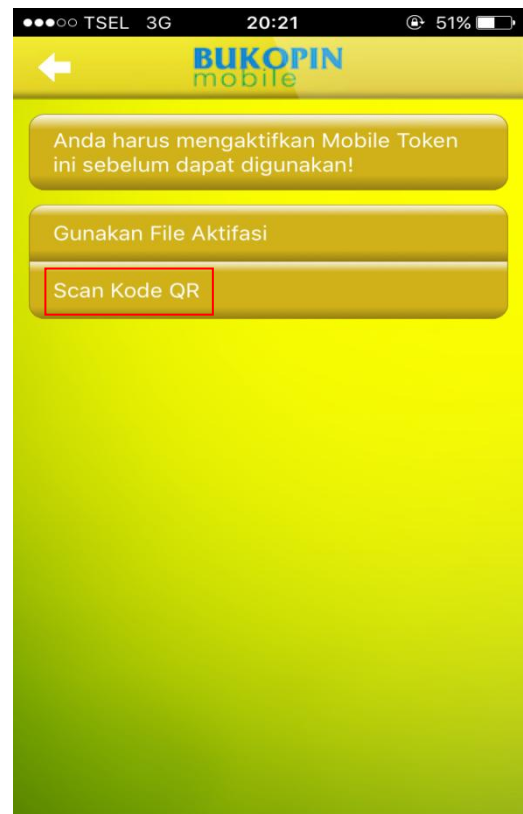 TSEL 3G 20:21 51%
BUKOPIN
mobile
Anda harus mengaktifkan Mobile Token
ini sebelum dapat digunakan!
Gunakan File Aktifasi
Scan Kode QR